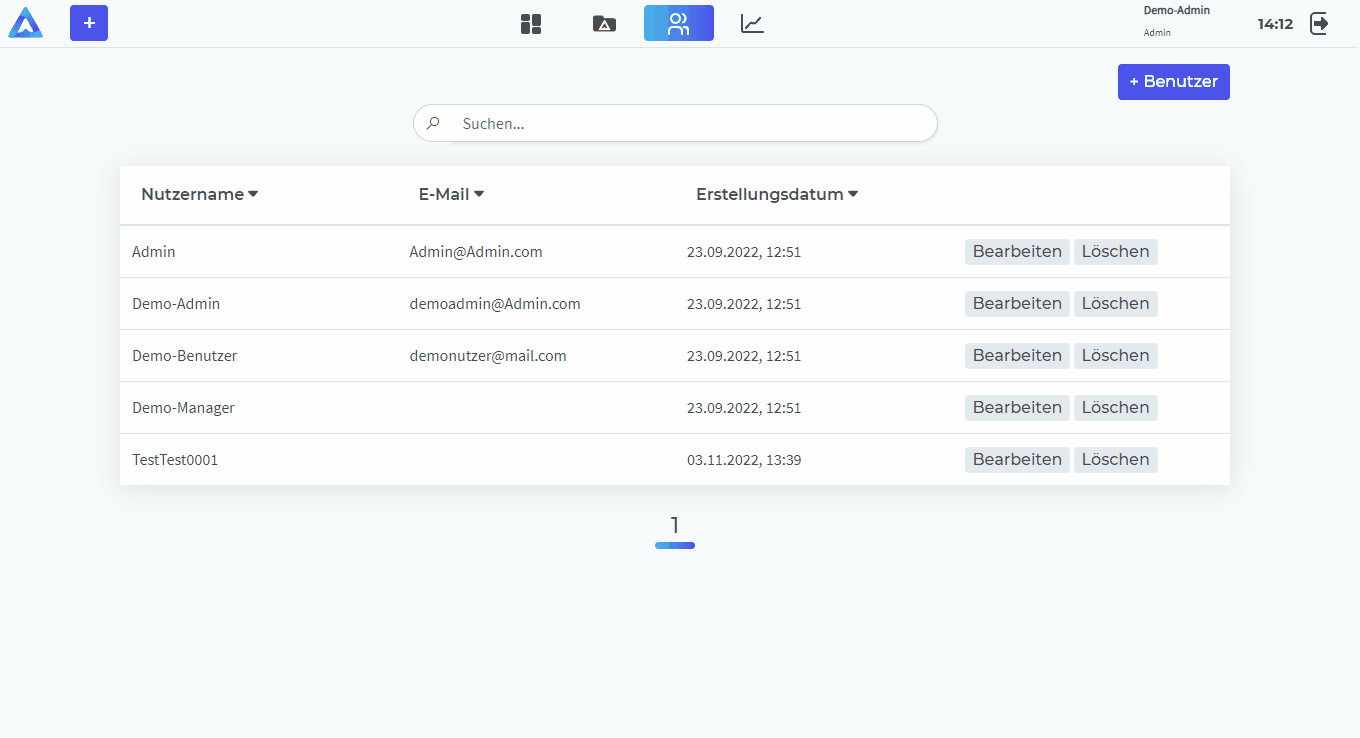 +
Demo-Admin
Admin
14:12
+ Benutzer
Suchen...
Nutzername E-Mail Erstellungsdatum
Admin Admin@Admin.com 23.09.2022, 12:51 Bearbeiten Löschen
Demo-Admin demoadmin@Admin.com 23.09.2022, 12:51 Bearbeiten Löschen
Demo-Benutzer demonutzer@mail.com 23.09.2022, 12:51 Bearbeiten Löschen
Demo-Manager 23.09.2022, 12:51 Bearbeiten Löschen
TestTest0001 03.11.2022, 13:39 Bearbeiten Löschen
1